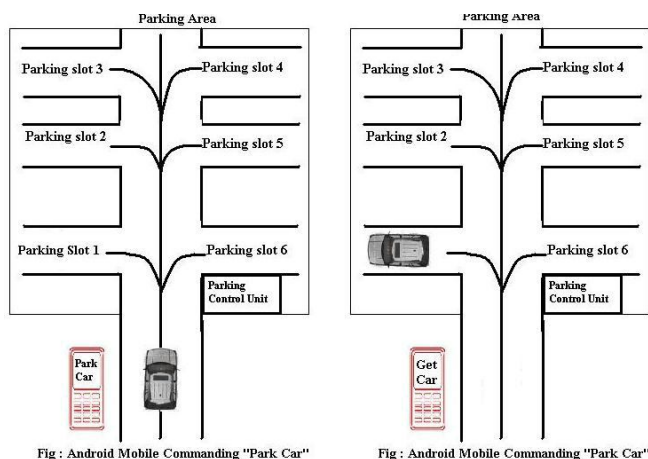 Parking Area
Parking slot 3
Parking slot 4
Parking slot 2
Parking slot 5
Parking Slot 1
Parking slot 6
Parking
Control Unit
Park
Car
Fig : Android Mobile Commanding "Park Car"
Parking Area
Parking slot 3
Parking slot 4
Parking slot 2
Parking slot 5
Parking slot 6
Parking
Control Unit
Get
Car
Fig : Android Mobile Commanding "Park Car"